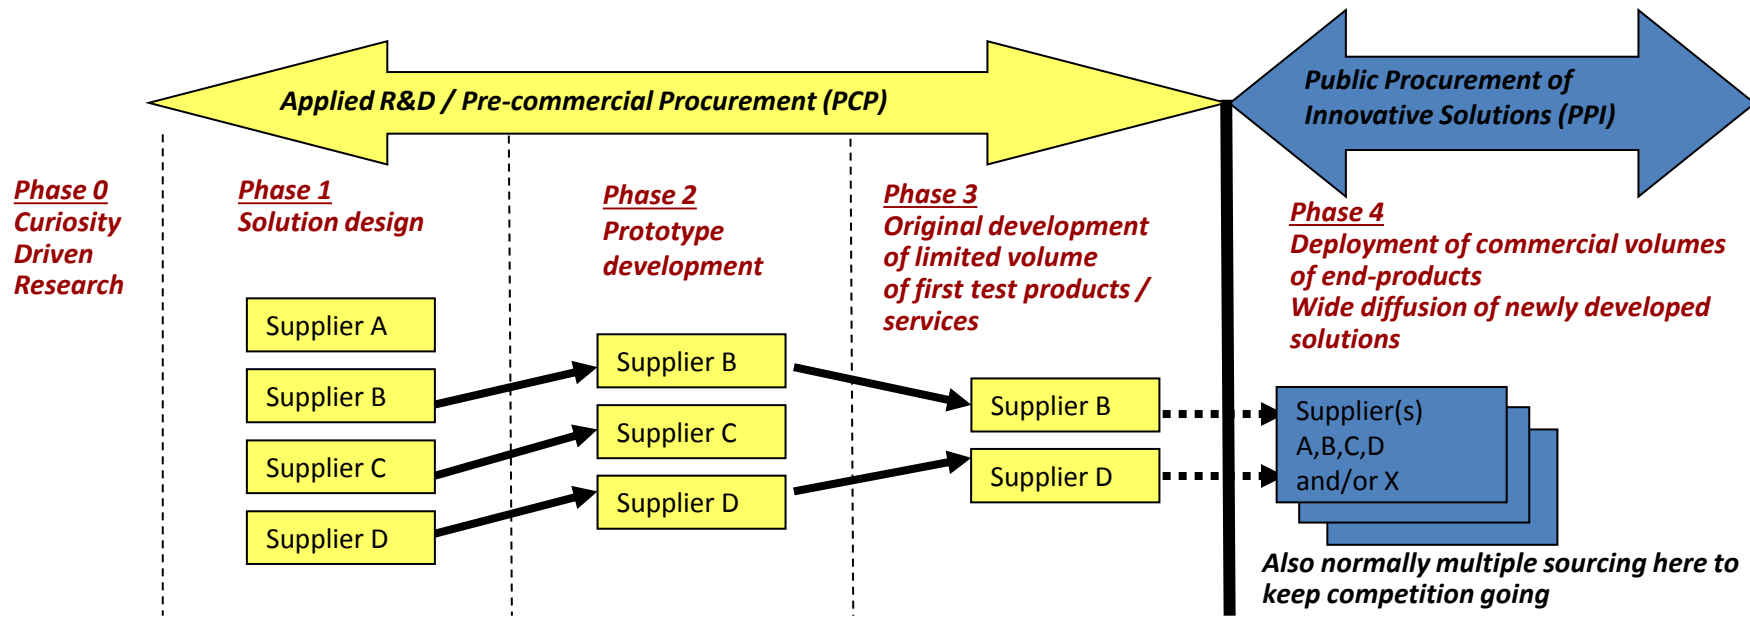 Applied R&D / Pre-commercial Procurement (PCP)
Public Procurement of
Innovative Solutions (PPI)
Phase 0
Curiosity
Driven
Research
Phase 1
Solution design
Supplier A
Supplier B
Supplier C
Supplier D
Phase 2
Prototype
development
Supplier B
Supplier C
Supplier D
Phase 3
Original development
of limited volume
of first test products /
services
Supplier B
Supplier D
Phase 4
Deployment of commercial volumes
of end-products
Wide diffusion of newly developed
solutions
Supplier(s)
A,B,C,D
and/or X
Also normally multiple sourcing here to
keep competition going